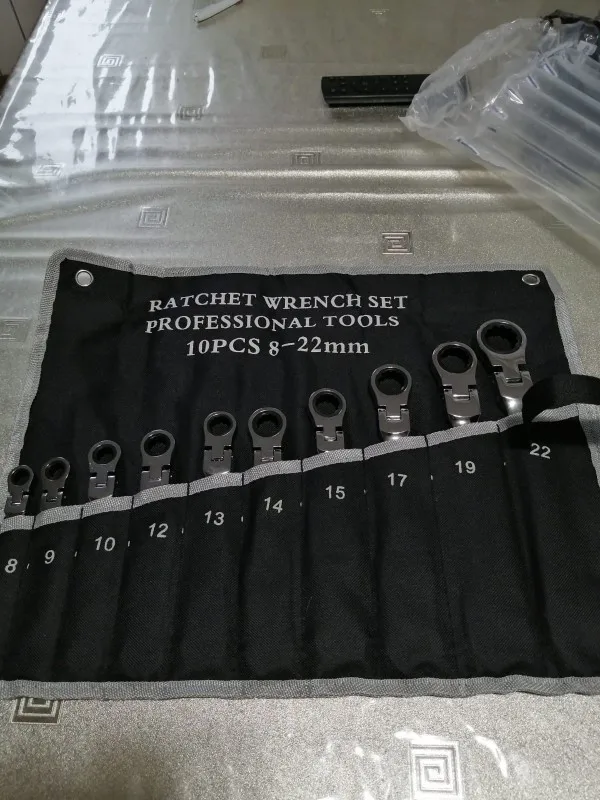 RATCHET WRENCH SET
PROFESSIONAL TOOLS
10PCS 8-22mm
8 9 10 12 13 14 15 17 19 22